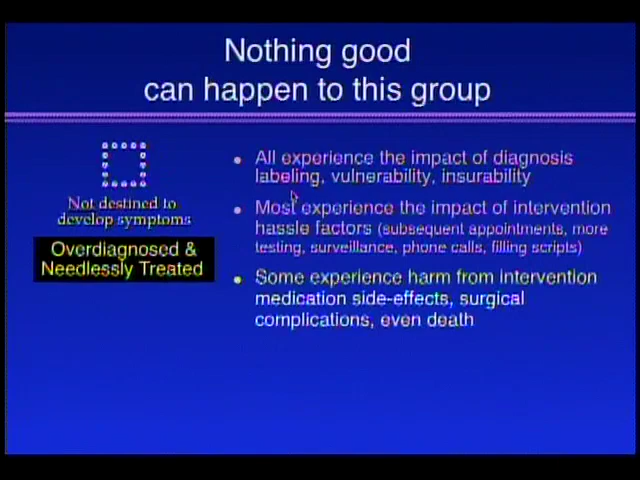 Nothing good
can happen to this group
Not destined to
develop symptoms
Overdiagnosed &
Needlessly Treated
All experience the impact of diagnosis
labeling, vulnerability, insurability
Most experience the impact of intervention
hassle factors (subsequent appointments, more
testing, surveillance, phone calls, filling scripts)
Some experience harm from intervention
medication side-effects, surgical
complications, even death